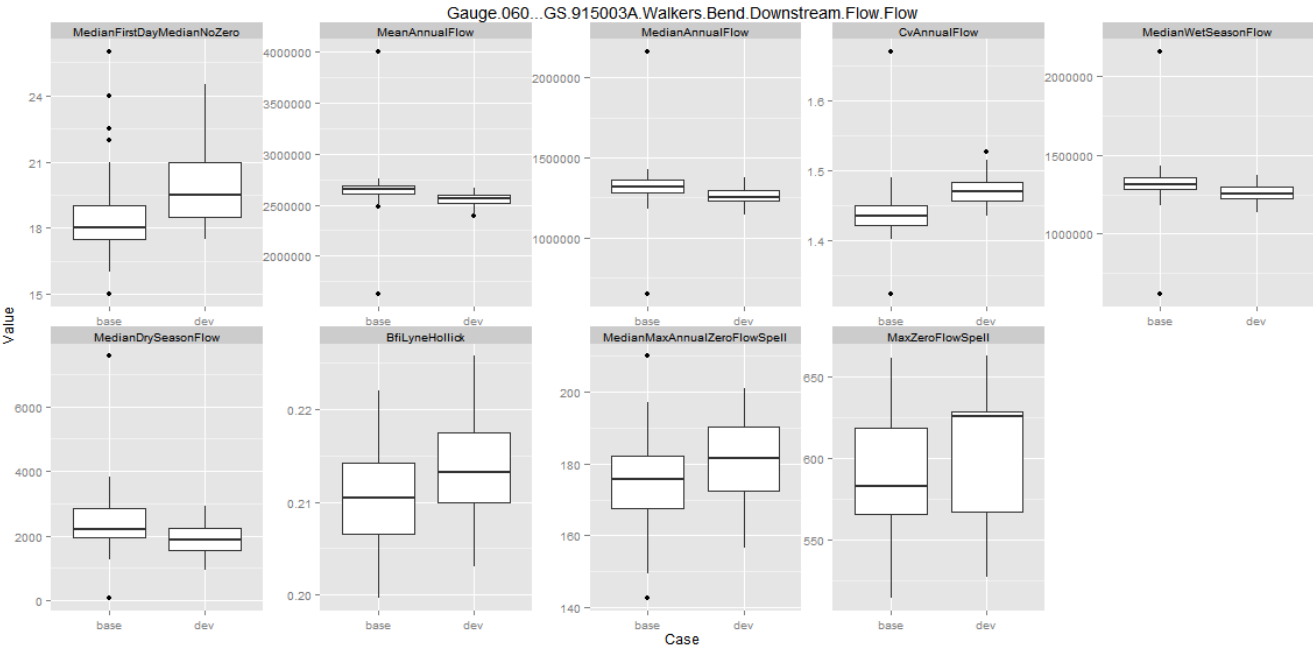 Gauge.060...GS.915003A.Walkers.Bend.Downstream.Flow.Flow
MedianFirstDayMedianNoZero
24
21
18
15
MeanAnnualFlow
4000000
3500000
3000000
2500000
2000000
base
dev
MedianAnnualFlow
2000000
1500000
1000000
base
dev
CvAnnualFlow
1.6
1.5
1.4
base
dev
MedianWetSeasonFlow
2000000
1500000
1000000
base
dev
base
dev
Value
MedianDrySeasonFlow
6000
4000
2000
0
base
dev
BfiLyneHollick
0.22
0.21
0.20
base
dev
MedianMaxAnnualZeroFlowSpell
200
180
160
140
base
dev
MaxZeroFlowSpell
650
600
550
base
dev
Case